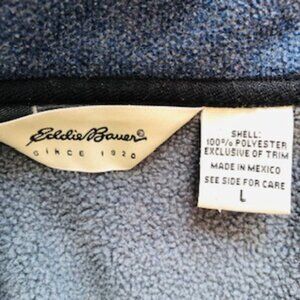 Eddie Bauer®
SINCE 1920
SHELL:
100% POLYESTER
EXCLUSIVE OF TRIM
MADE IN MEXICO
SEE SIDE FOR CARE
L